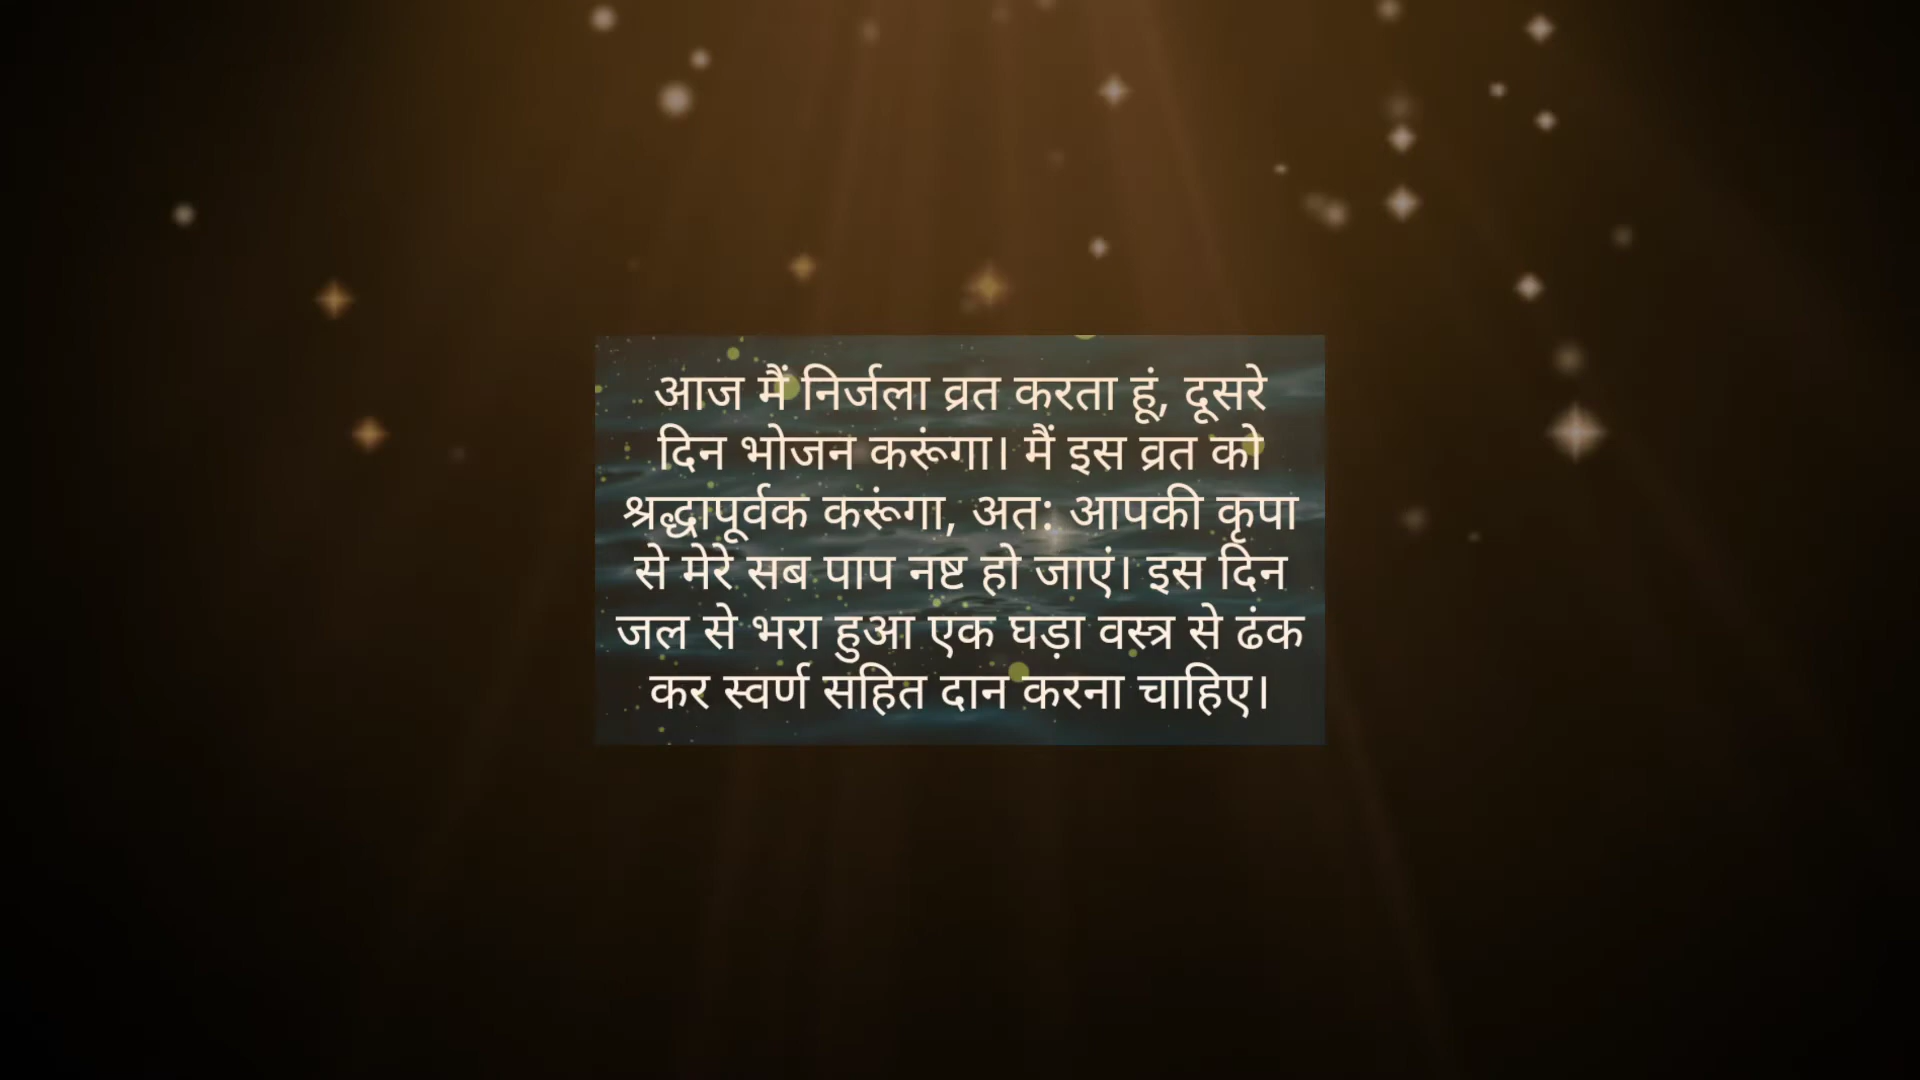 आज मैं निर्जला व्रत करता हूं, दूसरे
दिन भोजन करूंगा। मैं इस व्रत को
श्रद्धापूर्वक करूंगा, अत: आपकी कृपा
से मेरे सब पाप नष्ट हो जाएं। इस दिन
जल से भरा हुआ एक घड़ा वस्त्र से ढंक
कर स्वर्ण सहित दान करना चाहिए।